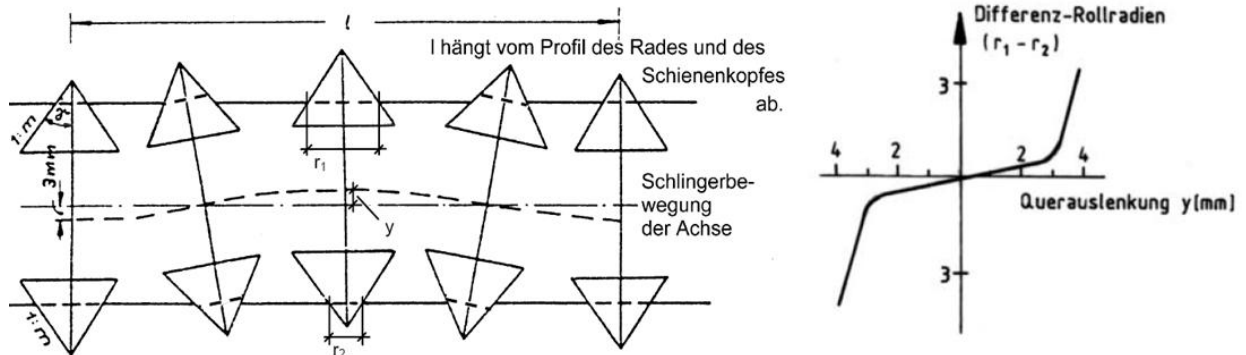 l
l hängt vom Profil des Rades und des
Schienenkopfes
ab.
1:m
r₁
3mm
Schlingerbe-
wegung
der Achse
y
1:m
r₂
Differenz-Rollradien
(r₁ - r₂)
3
4 2 2 4
Querauslenkung y[mm]
3